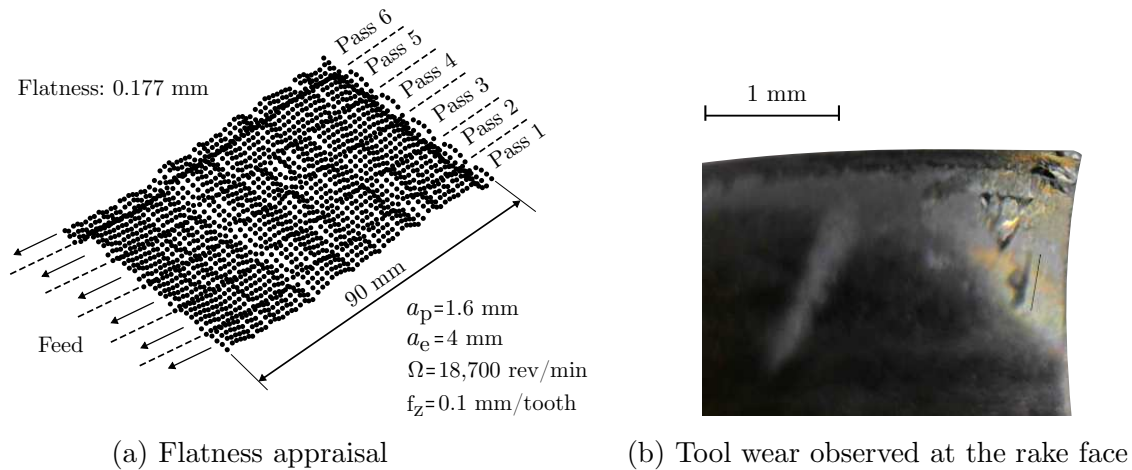 Flatness: 0.177 mm
Pass 6
Pass 5
Pass 4
Pass 3
Pass 2
Pass 1
90 mm
Feed
aₚ=1.6 mm
aₑ=4 mm
Ω=18,700 rev/min
f_z=0.1 mm/tooth
(a) Flatness appraisal
1 mm
(b) Tool wear observed at the rake face